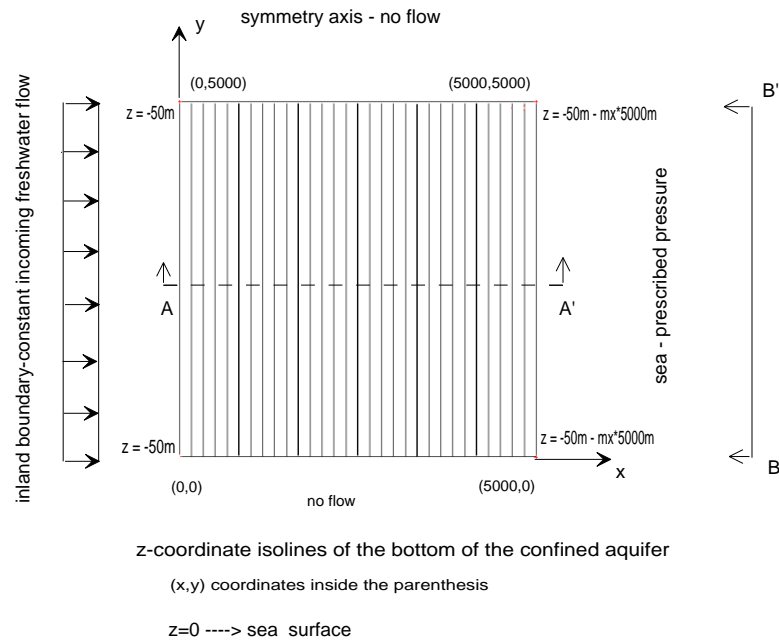 symmetry axis - no flow
y
(0,5000)
(5000,5000)
B'
z = -50m
z = -50m - mx*5000m
inland boundary-constant incoming freshwater flow
sea - prescribed pressure
A
A'
z = -50m
z = -50m - mx*5000m
B
x
(0,0)
(5000,0)
no flow
z-coordinate isolines of the bottom of the confined aquifer
(x,y) coordinates inside the parenthesis
z=0 ----> sea surface